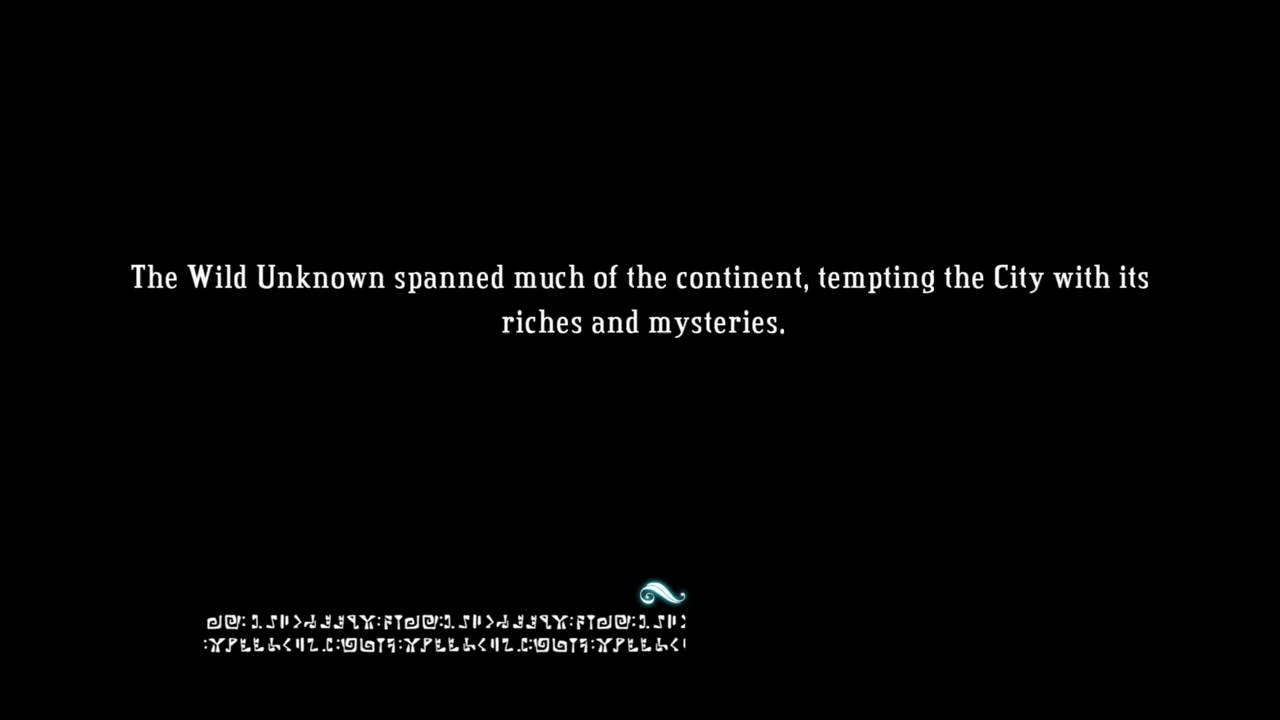 The Wild Unknown spanned much of the continent, tempting the City with its
riches and mysteries.